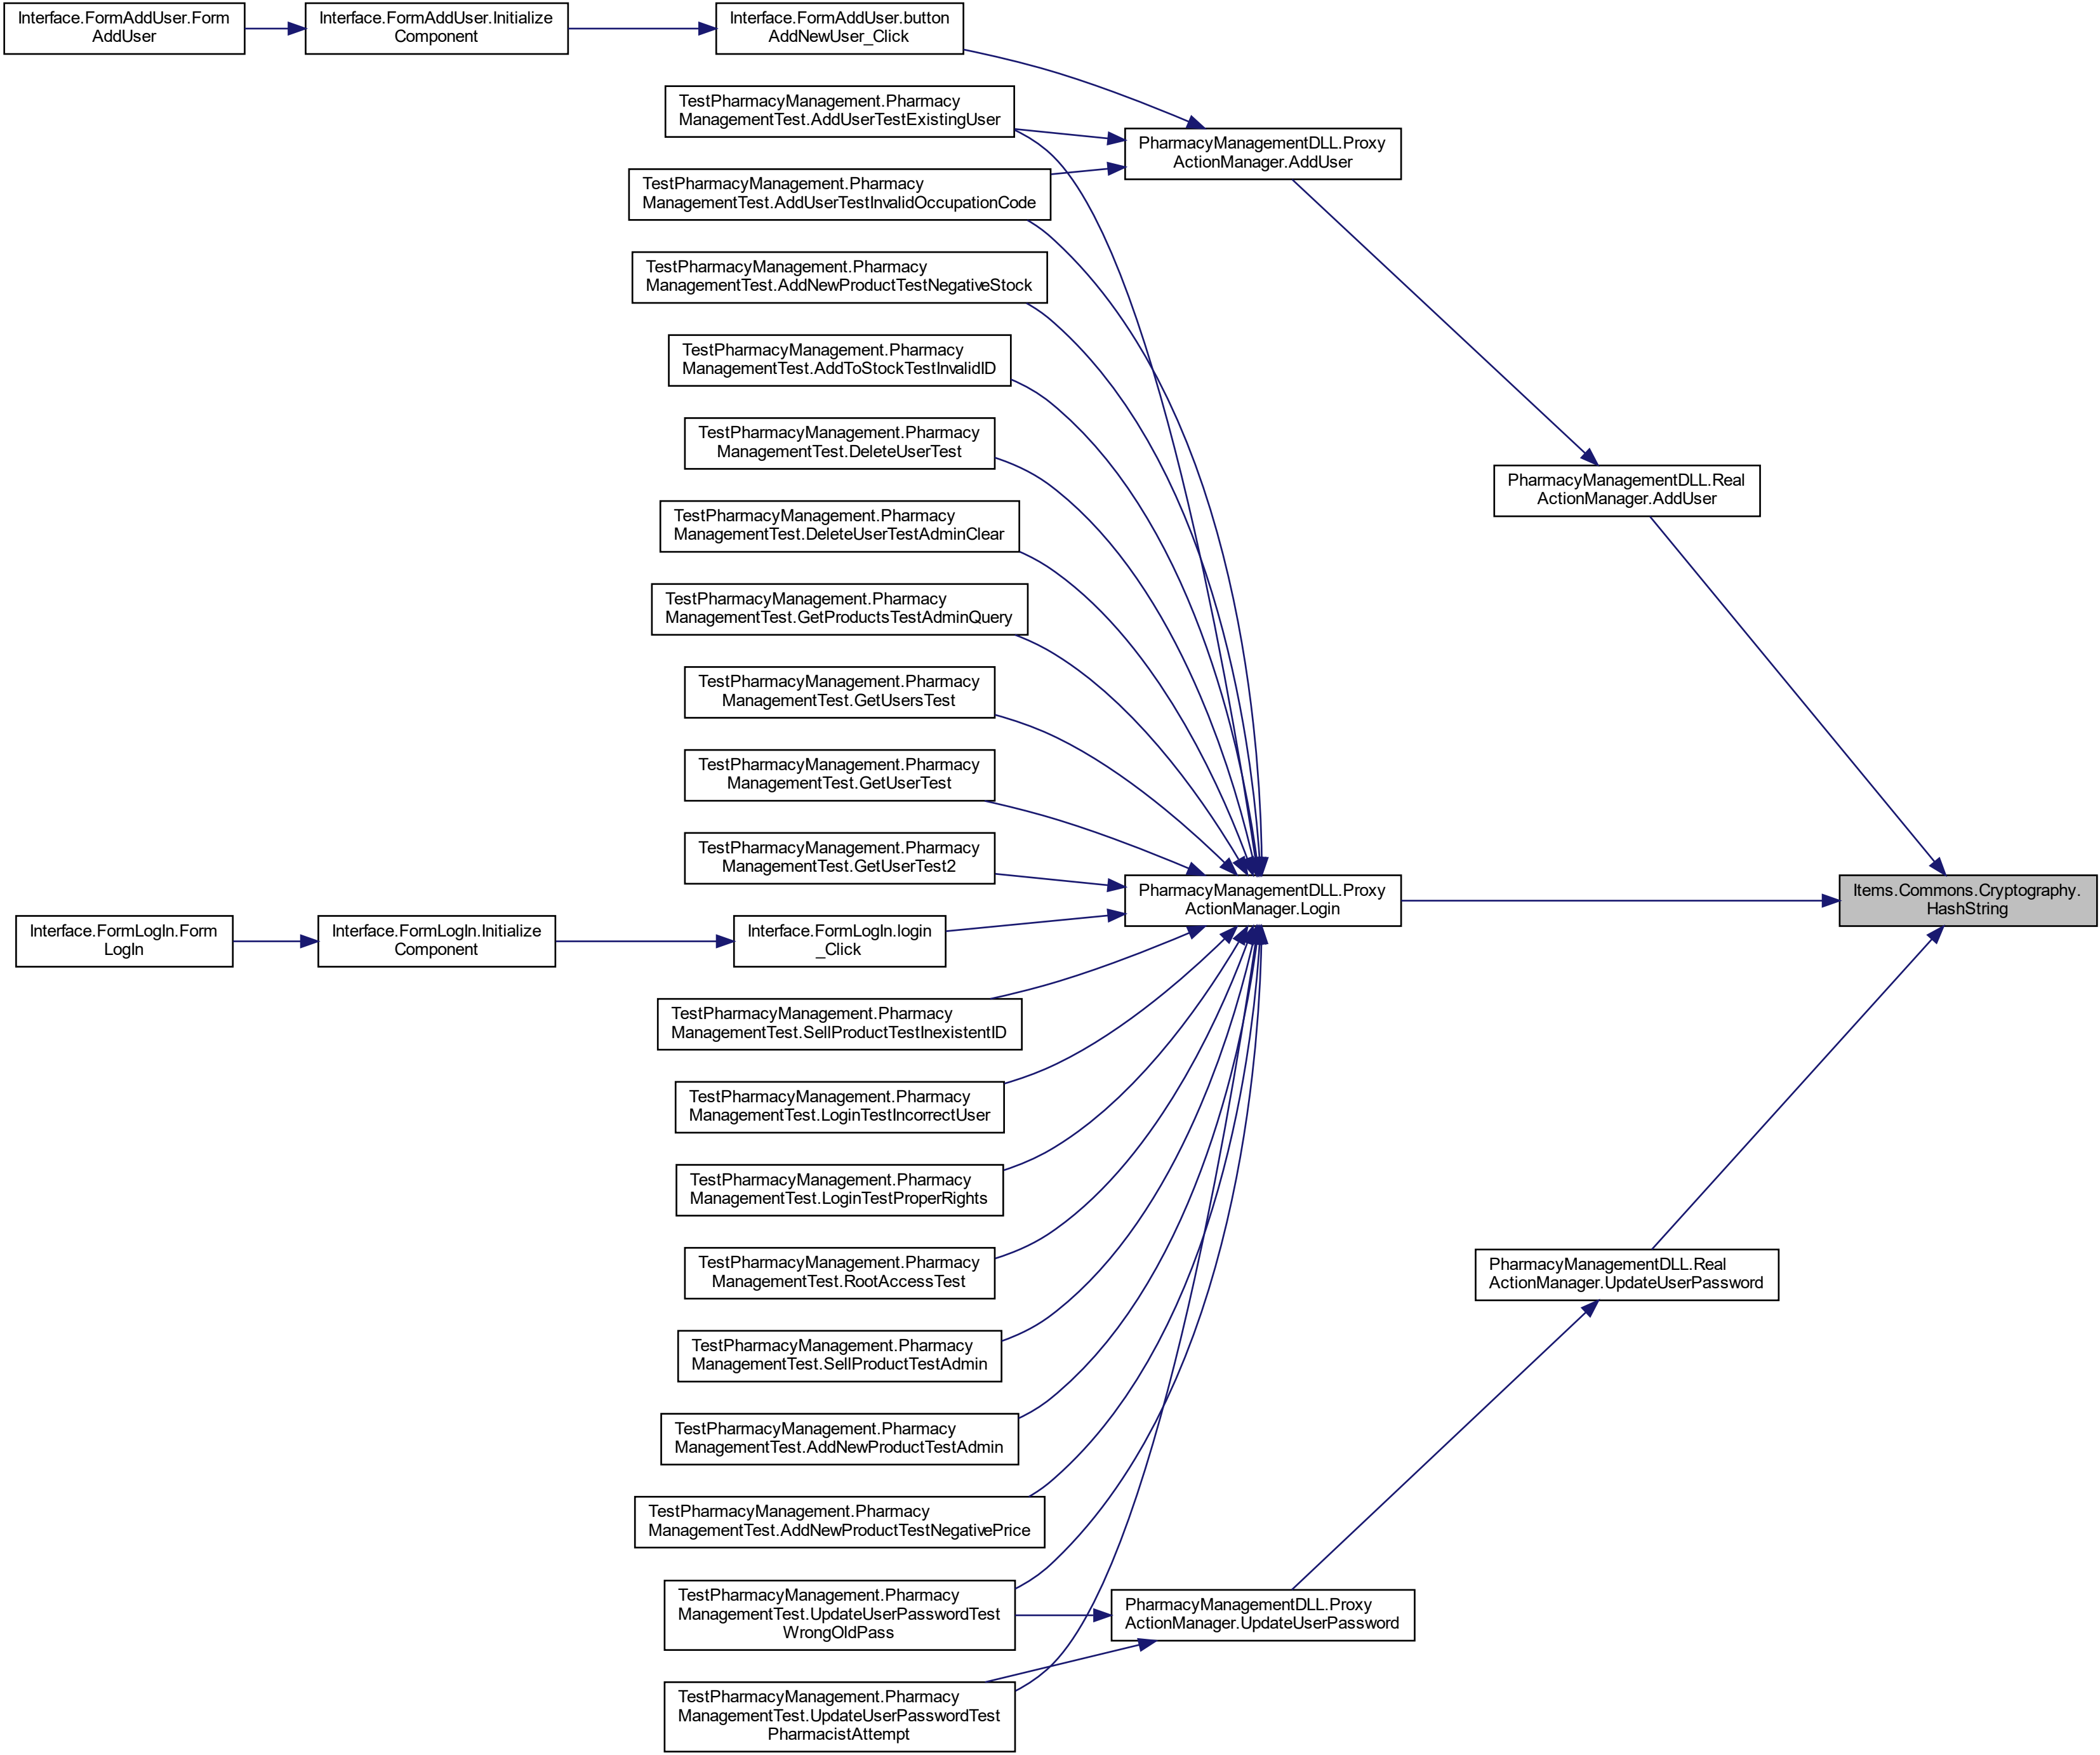 Interface.FormAddUser.Form
AddUser
Interface.FormAddUser.Initialize
Component
Interface.FormAddUser.button
AddNewUser_Click
TestPharmacyManagement.Pharmacy
ManagementTest.AddUserTestExistingUser
PharmacyManagementDLL.Proxy
ActionManager.AddUser
TestPharmacyManagement.Pharmacy
ManagementTest.AddUserTestInvalidOccupationCode
TestPharmacyManagement.Pharmacy
ManagementTest.AddNewProductTestNegativeStock
TestPharmacyManagement.Pharmacy
ManagementTest.AddToStockTestInvalidID
TestPharmacyManagement.Pharmacy
ManagementTest.DeleteUserTest
PharmacyManagementDLL.Real
ActionManager.AddUser
TestPharmacyManagement.Pharmacy
ManagementTest.DeleteUserTestAdminClear
TestPharmacyManagement.Pharmacy
ManagementTest.GetProductsTestAdminQuery
TestPharmacyManagement.Pharmacy
ManagementTest.GetUsersTest
TestPharmacyManagement.Pharmacy
ManagementTest.GetUserTest
TestPharmacyManagement.Pharmacy
ManagementTest.GetUserTest2
PharmacyManagementDLL.Proxy
ActionManager.Login
Items.Commons.Cryptography.
HashString
Interface.FormLogIn.Form
LogIn
Interface.FormLogIn.Initialize
Component
Interface.FormLogIn.login
_Click
TestPharmacyManagement.Pharmacy
ManagementTest.SellProductTestInexistentID
TestPharmacyManagement.Pharmacy
ManagementTest.LoginTestIncorrectUser
TestPharmacyManagement.Pharmacy
ManagementTest.LoginTestProperRights
TestPharmacyManagement.Pharmacy
ManagementTest.RootAccessTest
PharmacyManagementDLL.Real
ActionManager.UpdateUserPassword
TestPharmacyManagement.Pharmacy
ManagementTest.SellProductTestAdmin
TestPharmacyManagement.Pharmacy
ManagementTest.AddNewProductTestAdmin
TestPharmacyManagement.Pharmacy
ManagementTest.AddNewProductTestNegativePrice
TestPharmacyManagement.Pharmacy
ManagementTest.UpdateUserPasswordTest
WrongOldPass
PharmacyManagementDLL.Proxy
ActionManager.UpdateUserPassword
TestPharmacyManagement.Pharmacy
ManagementTest.UpdateUserPasswordTest
PharmacistAttempt